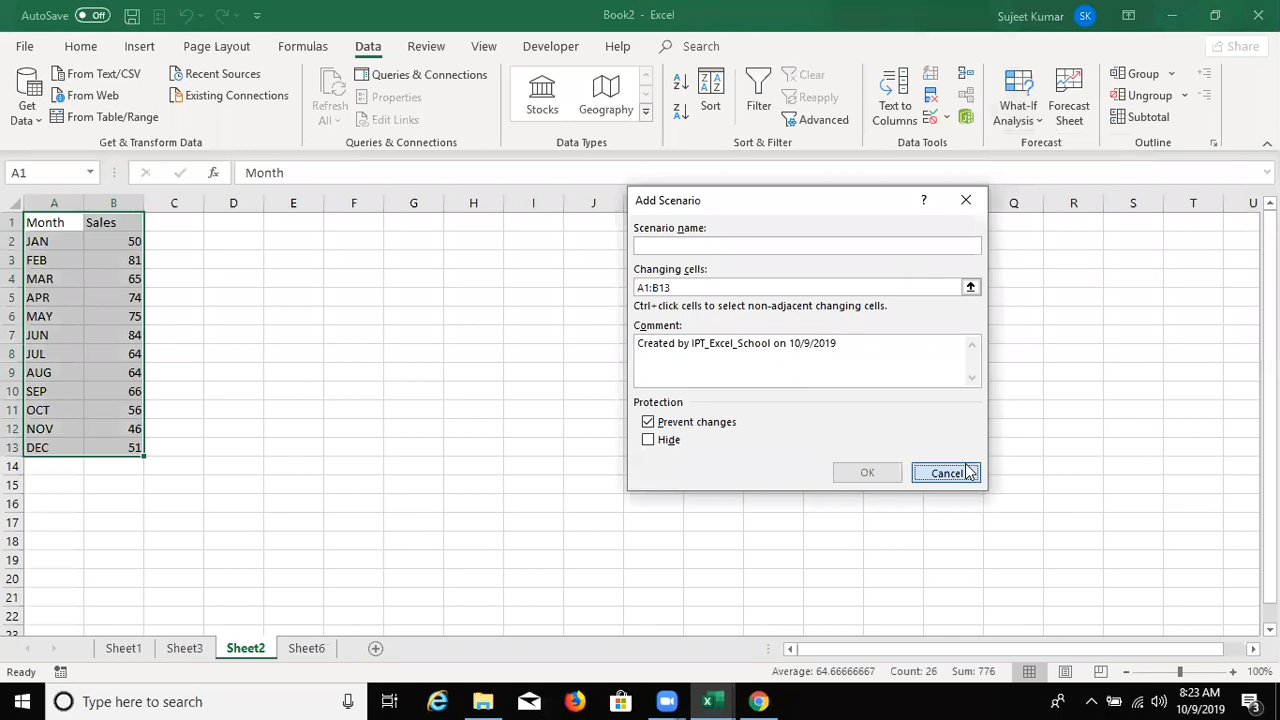 AutoSave Off Book2 - Excel Sujeet Kumar SK
File Home Insert Page Layout Formulas Data Review View Developer Help Search Share
Get Data
From Text/CSV
From Web
From Table/Range
Recent Sources
Existing Connections
Get & Transform Data
Refresh All
Queries & Connections
Properties
Edit Links
Queries & Connections
Stocks
Geography
Data Types
Sort
Filter
Clear
Reapply
Advanced
Sort & Filter
Text to Columns
Data Tools
What-If Analysis
Forecast Sheet
Forecast
Group
Ungroup
Subtotal
Outline
A1 fx Month
A B C D E F G H I J Q R S T U
1 Month Sales
2 JAN 50
3 FEB 81
4 MAR 65
5 APR 74
6 MAY 75
7 JUN 84
8 JUL 64
9 AUG 64
10 SEP 66
11 OCT 56
12 NOV 46
13 DEC 51
14
15
16
17
18
19
20
21
22
23
Add Scenario ?
Scenario name:
Changing cells:
A1:B13
Ctrl+click cells to select non-adjacent changing cells.
Comment:
Created by IPT_Excel_School on 10/9/2019
Protection
Prevent changes
Hide
OK Cancel
Sheet1 Sheet3 Sheet2 Sheet6
Ready Average: 64.66666667 Count: 26 Sum: 776 100%
Type here to search
8:23 AM
10/9/2019
3